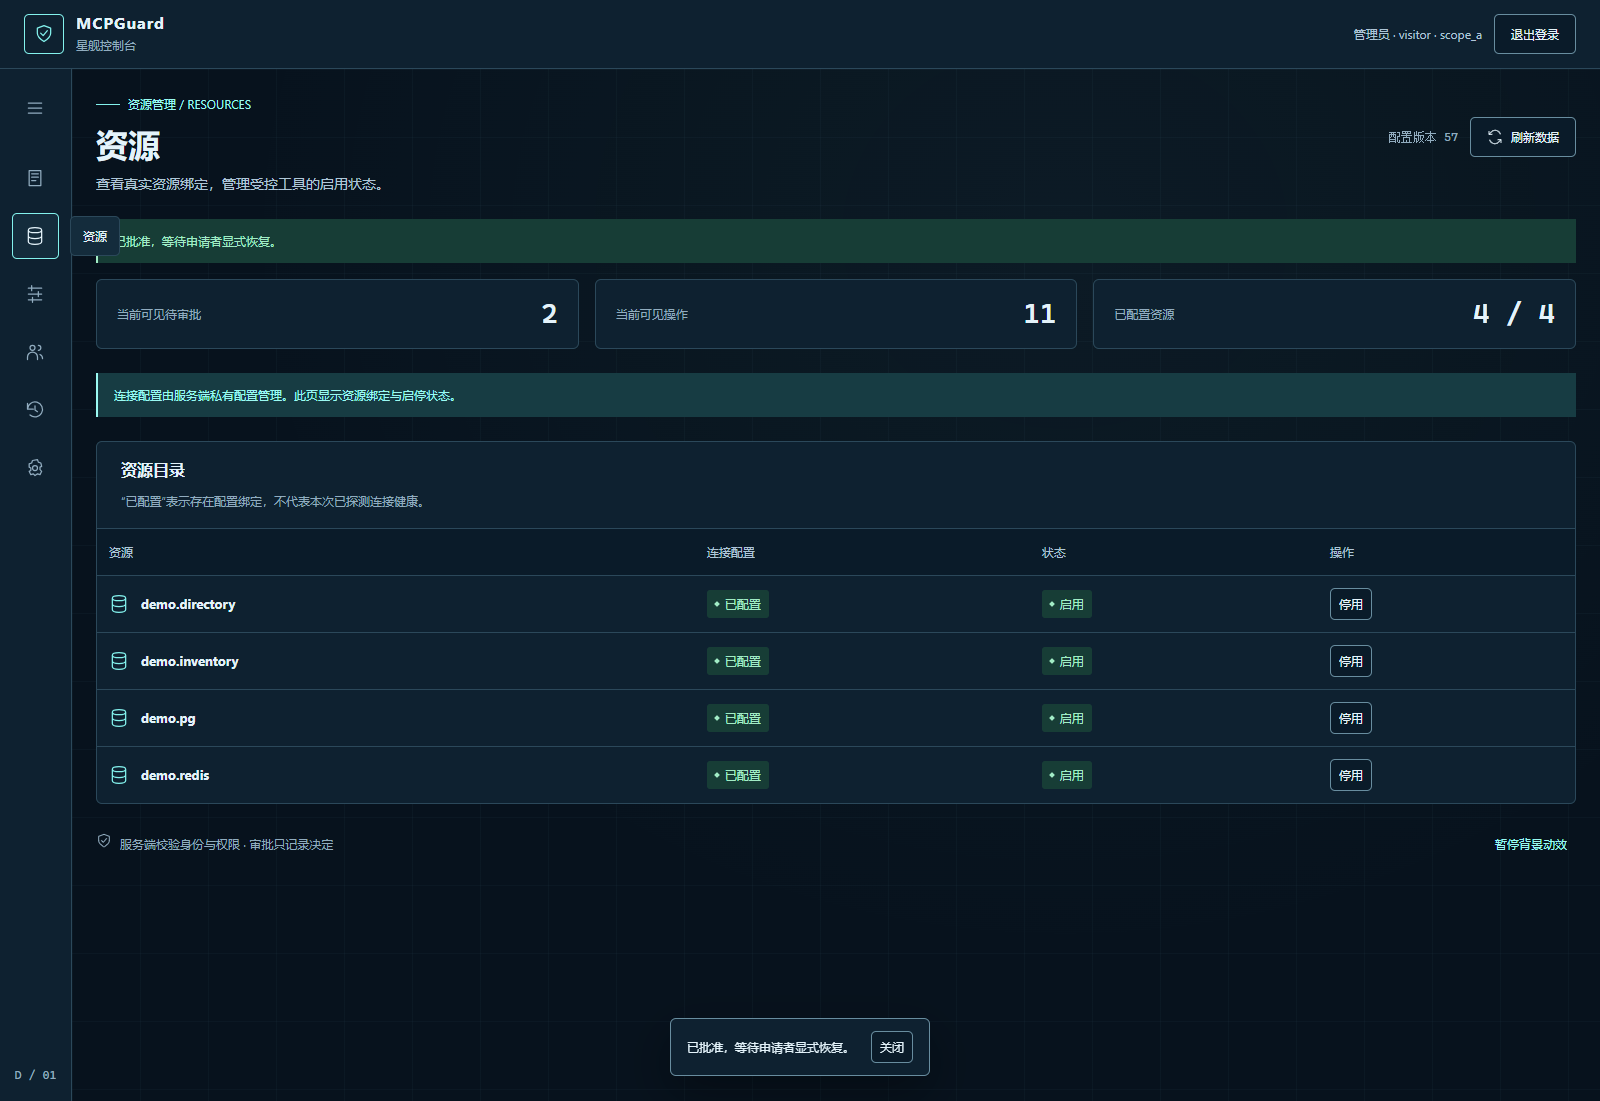 MCPGuard
星舰控制台
管理员 · visitor · scope_a
退出登录
资源管理 / RESOURCES
资源
查看真实资源绑定，管理受控工具的启用状态。
配置版本 57
刷新数据
资源
已批准，等待申请者显式恢复。
当前可见待审批 2
当前可见操作 11
已配置资源 4 / 4
连接配置由服务端私有配置管理。此页显示资源绑定与启停状态。
资源目录
“已配置”表示存在配置绑定，不代表本次已探测连接健康。
资源 连接配置 状态 操作
demo.directory 已配置 启用 停用
demo.inventory 已配置 启用 停用
demo.pg 已配置 启用 停用
demo.redis 已配置 启用 停用
服务端校验身份与权限 · 审批只记录决定
暂停背景动效
已批准，等待申请者显式恢复。
关闭
D / 01